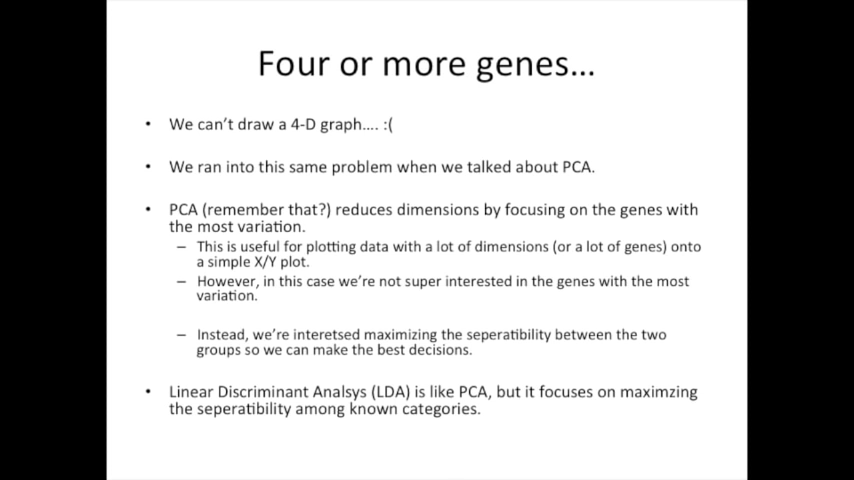 Four or more genes...
• We can't draw a 4-D graph.... :(
• We ran into this same problem when we talked about PCA.
• PCA (remember that?) reduces dimensions by focusing on the genes with
the most variation.
– This is useful for plotting data with a lot of dimensions (or a lot of genes) onto
a simple X/Y plot.
– However, in this case we're not super interested in the genes with the most
variation.
– Instead, we're interetsed maximizing the seperatibility between the two
groups so we can make the best decisions.
• Linear Discriminant Analsys (LDA) is like PCA, but it focuses on maximzing
the seperatibility among known categories.